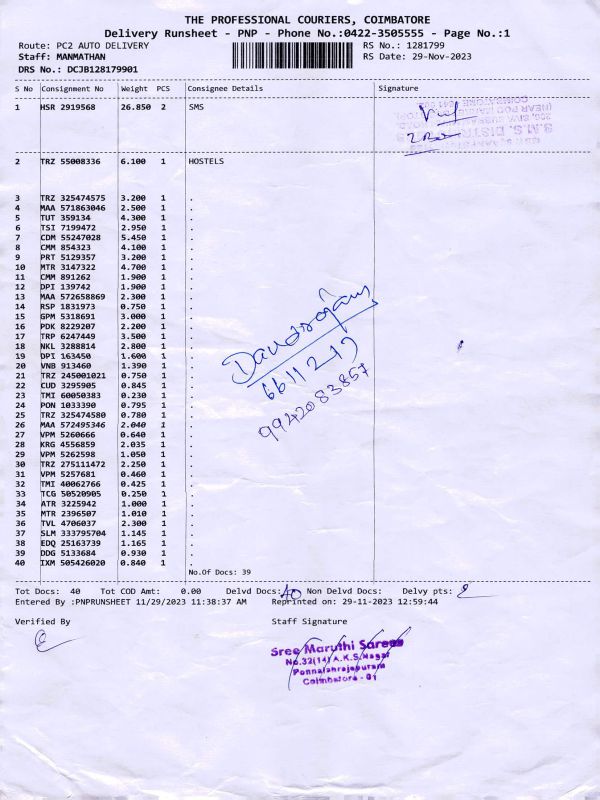 THE PROFESSIONAL COURIERS, COIMBATORE
Delivery Runsheet - PNP - Phone No.:0422-3505555 - Page No.:1
Route: PC2 AUTO DELIVERY RS No.: 1281799
Staff: MANMATHAN RS Date: 29-Nov-2023
DRS No.: DCJB128179901
S No Consignment No Weight PCS Consignee Details Signature
1 HSR 2919568 26.850 2 SMS
2 TRZ 55008336 6.100 1 HOSTELS
3 TRZ 325474575 3.200 1 .
4 MAA 571863046 2.500 1 .
5 TUT 359134 4.300 1 .
6 TSI 7199472 2.950 1 .
7 CDM 55247028 5.450 1 .
8 CMM 854323 4.100 1 .
9 PRT 5129357 3.200 1 .
10 MTR 3147322 4.700 1 .
11 CMM 891262 1.900 1 .
12 DPI 139742 1.900 1 .
13 MAA 572658869 2.300 1 .
14 RSP 1831973 0.750 1 .
15 GPM 5318691 3.000 1 .
16 PDK 8229207 2.200 1 .
17 TRP 6247449 3.500 1 .
18 NKL 3288814 2.800 1 .
19 DPI 163450 1.600 1 .
20 VNB 913460 1.390 1 .
21 TRZ 245001021 0.750 1 .
22 CUD 3295905 0.845 1 .
23 TMI 60050383 0.230 1 .
24 PON 1033390 0.795 1 .
25 TRZ 325474580 0.780 1 .
26 MAA 572495346 2.040 1 .
27 VPM 5260666 0.640 1 .
28 KRG 4556859 2.035 1 .
29 VPM 5262598 1.050 1 .
30 TRZ 275111472 2.250 1 .
31 VPM 5257681 0.460 1 .
32 TMI 40062766 0.425 1 .
33 TCG 50520905 0.250 1 .
34 ATR 3225942 1.000 1 .
35 MTR 2396507 1.010 1 .
36 TVL 4706037 2.300 1 .
37 SLM 333795704 1.145 1 .
38 EDQ 25163739 1.165 1 .
39 DDG 5133684 0.930 1 .
40 IXM 505426020 0.840 1 .
6611219
9942083857
No.Of Docs: 39
Tot Docs: 40 Tot COD Amt: 0.00 Delvd Docs: 40 Non Delvd Docs: Delvy pts:
Entered By :PNPRUNSHEET 11/29/2023 11:38:37 AM Reprinted on: 29-11-2023 12:59:44
Verified By Staff Signature
Sree Maruthi Sarees
No.32(14) A.K.S.Nagar
Ponnaiahrajapuram
Coimbatore - 01